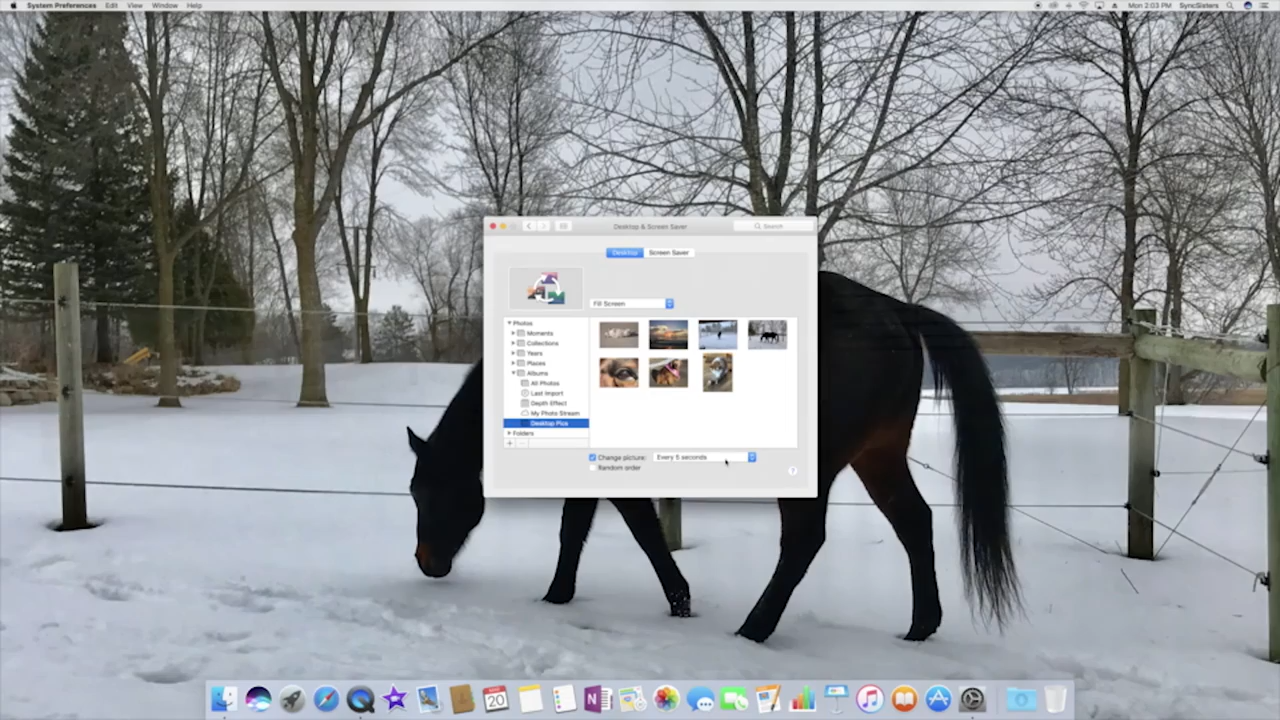 System Preferences Edit View Window Help
Mon 2:03 PM SyncSisters
Desktop & Screen Saver
Search
Desktop Screen Saver
Fill Screen
Photos
Moments
Collections
Years
Places
Albums
All Photos
Last Import
Depth Effect
My Photo Stream
Desktop Pics
Folders
+ −
Change picture: Every 5 seconds
Random order
?
20